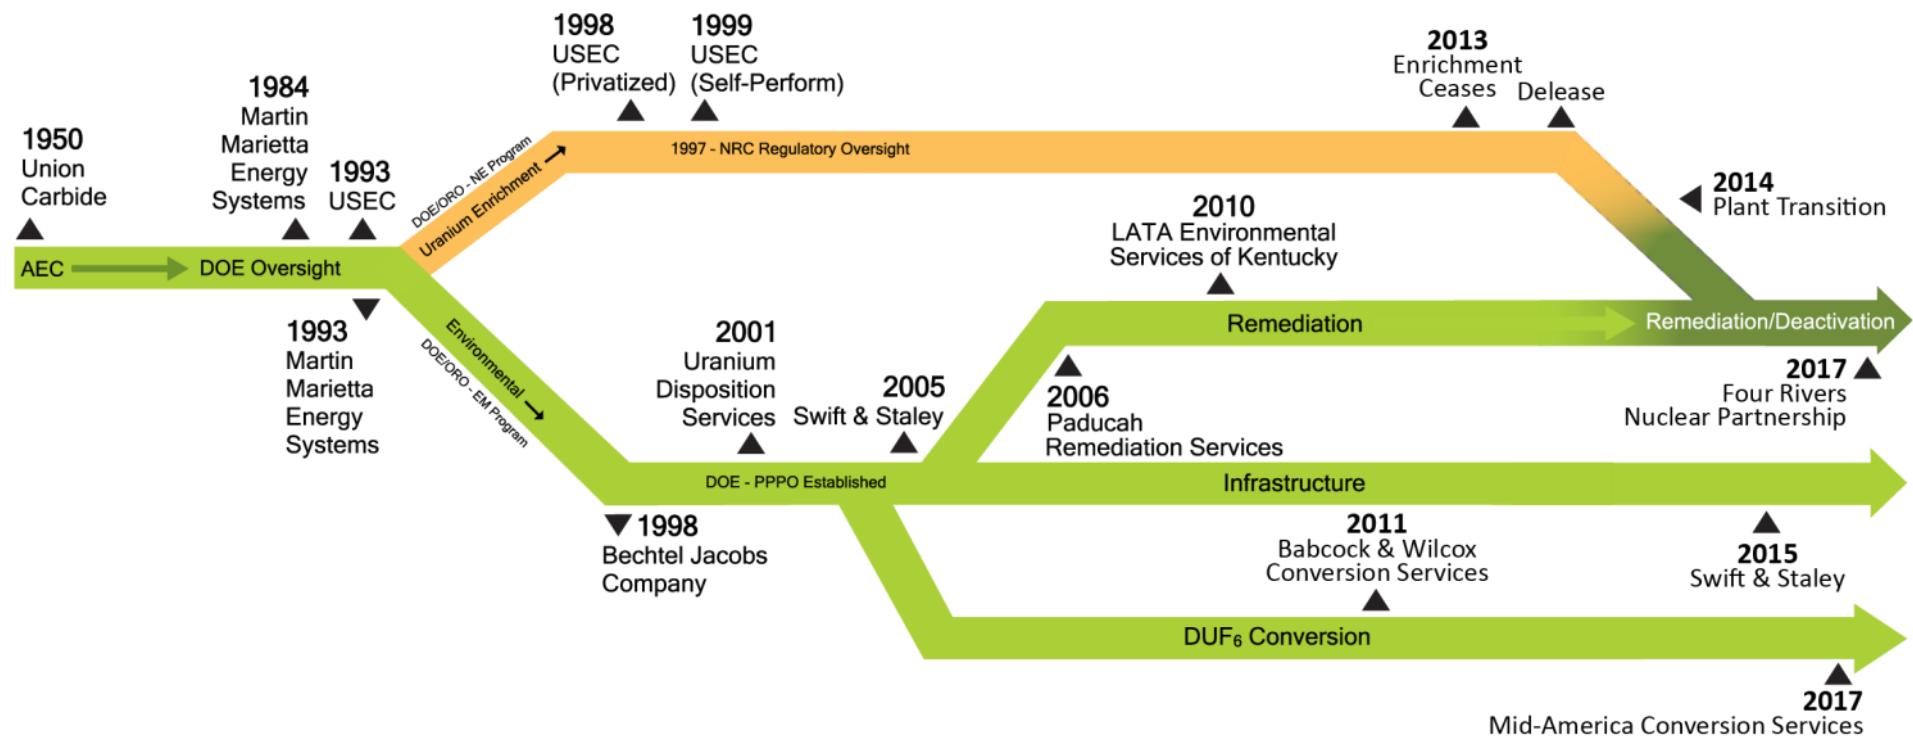 1950
Union
Carbide
1984
Martin
Marietta
Energy
Systems
1993
USEC
AEC
DOE Oversight
1993
Martin
Marietta
Energy
Systems
DOE/ORO - NE Program
Uranium Enrichment
1998
USEC
(Privatized)
1999
USEC
(Self-Perform)
1997 - NRC Regulatory Oversight
2013
Enrichment
Ceases
Delease
2014
Plant Transition
Environmental
DOE/ORO - EM Program
1998
Bechtel Jacobs
Company
2001
Uranium
Disposition
Services
2005
Swift & Staley
DOE - PPPO Established
2010
LATA Environmental
Services of Kentucky
Remediation
Remediation/Deactivation
2006
Paducah
Remediation Services
2017
Four Rivers
Nuclear Partnership
Infrastructure
2015
Swift & Staley
2011
Babcock & Wilcox
Conversion Services
DUF₆ Conversion
2017
Mid-America Conversion Services